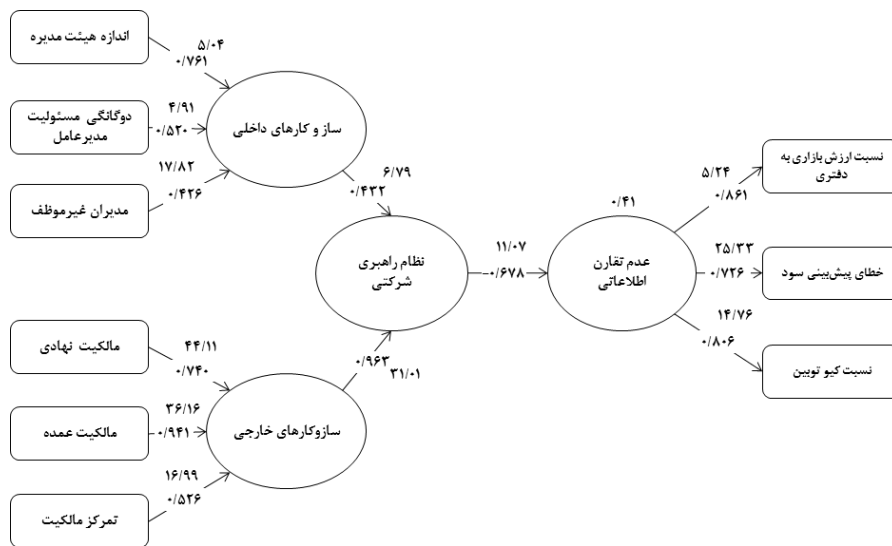 اندازه هیئت مدیره
۵/۰۴
۰/۷۶۱
دوگانگی مسئولیت
مدیرعامل
۴/۹۱
۰/۵۲۰
مدیران غیرموظف
۱۷/۸۲
۰/۴۲۶
ساز و کارهای داخلی
۶/۷۹
۰/۴۳۲
مالکیت نهادی
۴۴/۱۱
۰/۷۴۰
مالکیت عمده
۳۶/۱۶
۰/۹۴۱
تمرکز مالکیت
۱۶/۹۹
۰/۵۲۶
سازوکارهای خارجی
۰/۹۶۳
۳۱/۰۱
نظام راهبری
شرکتی
۱۱/۰۷
-۰/۶۷۸
۰/۴۱
عدم تقارن
اطلاعاتی
۵/۲۴
۰/۸۶۱
نسبت ارزش بازاری به
دفتری
۲۵/۳۳
۰/۷۲۶
خطای پیش‌بینی سود
۱۴/۷۶
۰/۸۰۶
نسبت کیو توبین